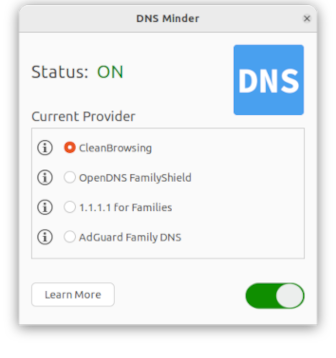 DNS Minder
Status: ON
DNS
Current Provider
CleanBrowsing
OpenDNS FamilyShield
1.1.1.1 for Families
AdGuard Family DNS
Learn More